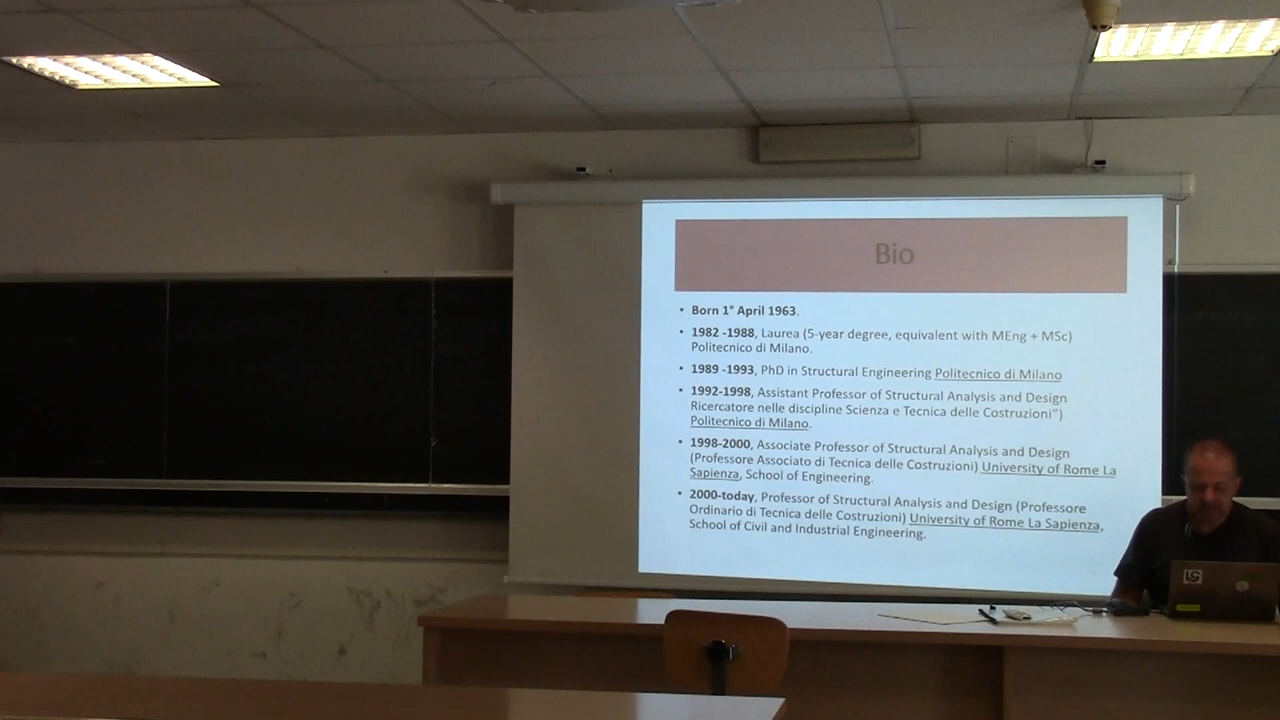 Bio
• Born 1° April 1963.
• 1982 -1988, Laurea (5-year degree, equivalent with MEng + MSc)
Politecnico di Milano.
• 1989 -1993, PhD in Structural Engineering Politecnico di Milano
• 1992-1998, Assistant Professor of Structural Analysis and Design
Ricercatore nelle discipline Scienza e Tecnica delle Costruzioni”)
Politecnico di Milano.
• 1998-2000, Associate Professor of Structural Analysis and Design
(Professore Associato di Tecnica delle Costruzioni) University of Rome La
Sapienza, School of Engineering.
• 2000-today, Professor of Structural Analysis and Design (Professore
Ordinario di Tecnica delle Costruzioni) University of Rome La Sapienza,
School of Civil and Industrial Engineering.